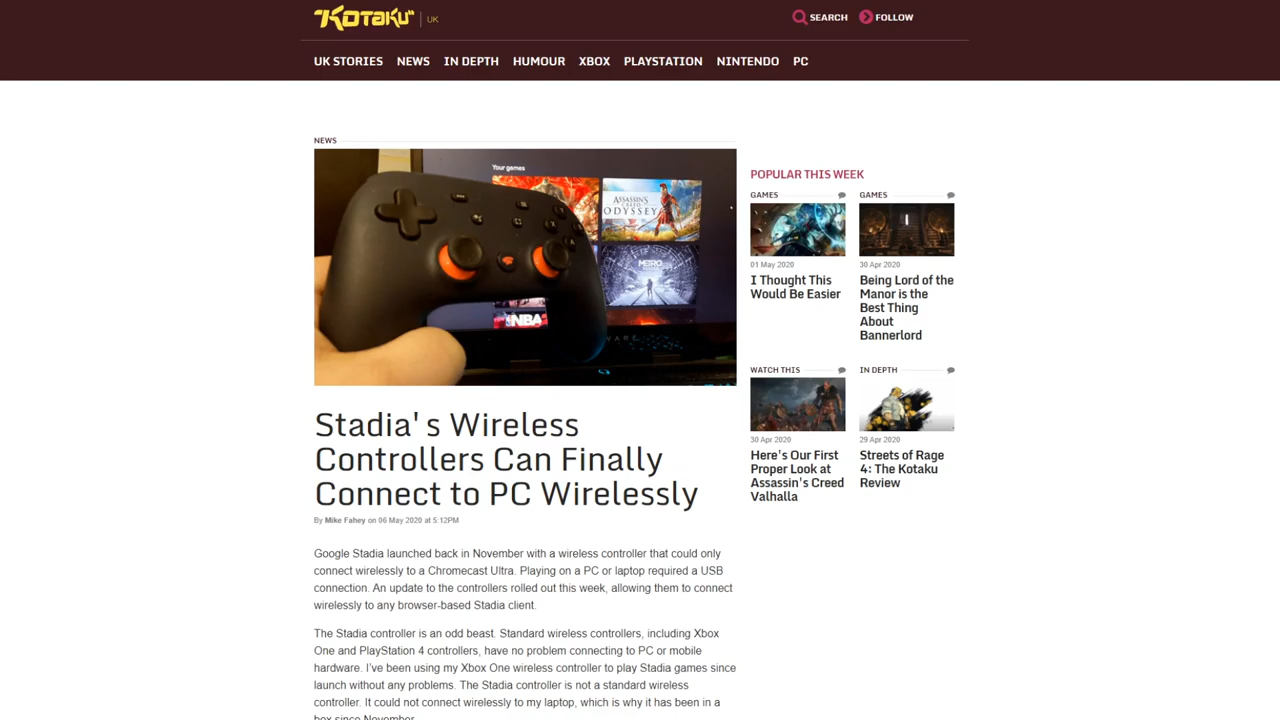 KOTAKU UK
SEARCH
FOLLOW
UK STORIES NEWS IN DEPTH HUMOUR XBOX PLAYSTATION NINTENDO PC
NEWS
Your games
ASSASSIN'S
CREED
ODYSSEY
METRO
NBA
Stadia's Wireless
Controllers Can Finally
Connect to PC Wirelessly
By Mike Fahey on 06 May 2020 at 5:12PM
Google Stadia launched back in November with a wireless controller that could only
connect wirelessly to a Chromecast Ultra. Playing on a PC or laptop required a USB
connection. An update to the controllers rolled out this week, allowing them to connect
wirelessly to any browser-based Stadia client.
The Stadia controller is an odd beast. Standard wireless controllers, including Xbox
One and PlayStation 4 controllers, have no problem connecting to PC or mobile
hardware. I've been using my Xbox One wireless controller to play Stadia games since
launch without any problems. The Stadia controller is not a standard wireless
controller. It could not connect wirelessly to my laptop, which is why it has been in a
box since November.
POPULAR THIS WEEK
GAMES
01 May 2020
I Thought This
Would Be Easier
GAMES
30 Apr 2020
Being Lord of the
Manor is the
Best Thing
About
Bannerlord
WATCH THIS
30 Apr 2020
Here's Our First
Proper Look at
Assassin's Creed
Valhalla
IN DEPTH
29 Apr 2020
Streets of Rage
4: The Kotaku
Review